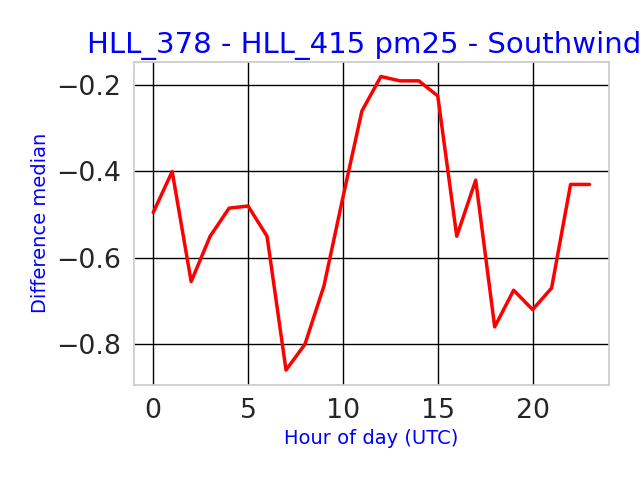 HLL_378 - HLL_415 pm25 - Southwind
−0.2
−0.4
−0.6
−0.8
Difference median
0 5 10 15 20
Hour of day (UTC)